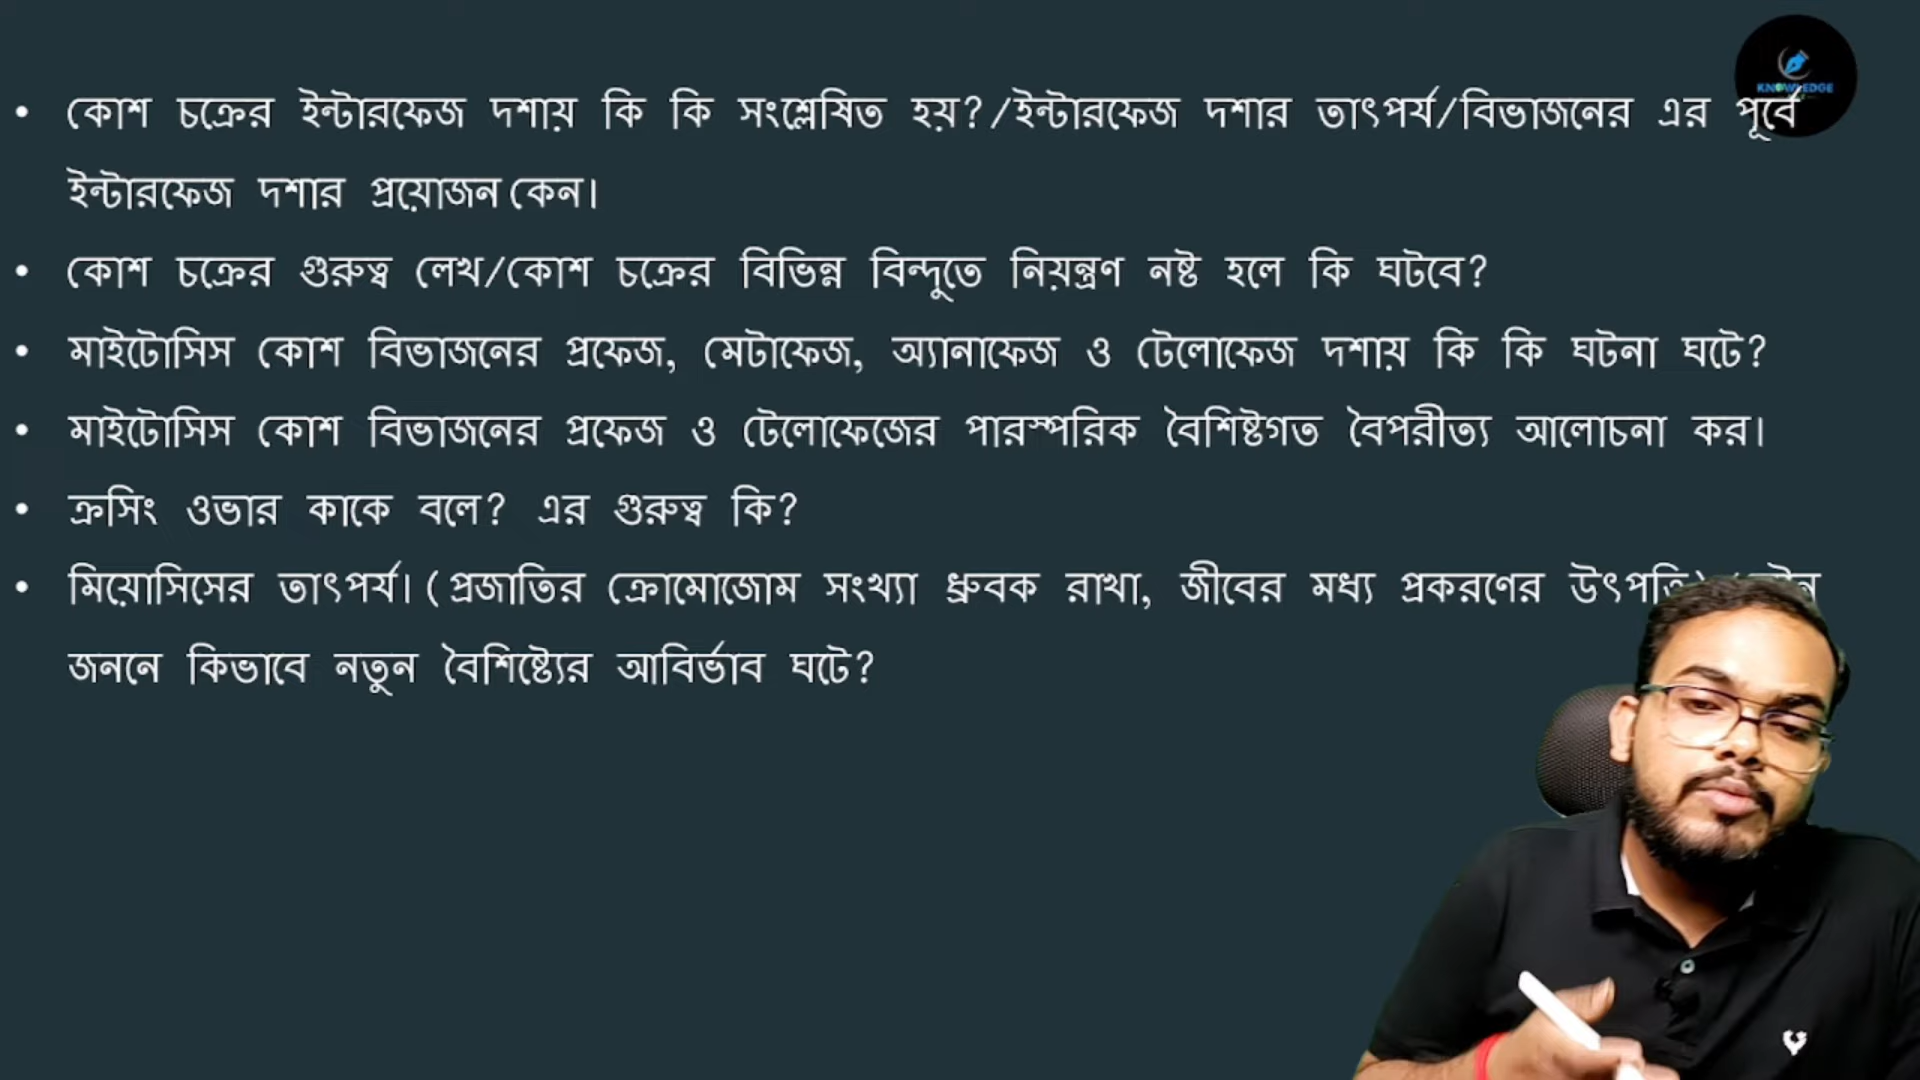 KNOWLEDGE
• কোশ চক্রের ইন্টারফেজ দশায় কি কি সংশ্লেষিত হয়?/ইন্টারফেজ দশার তাৎপর্য/বিভাজনের এর পূর্বে
ইন্টারফেজ দশার প্রয়োজন কেন।
• কোশ চক্রের গুরুত্ব লেখ/কোশ চক্রের বিভিন্ন বিন্দুতে নিয়ন্ত্রণ নষ্ট হলে কি ঘটবে?
• মাইটোসিস কোশ বিভাজনের প্রফেজ, মেটাফেজ, অ্যানাফেজ ও টেলোফেজ দশায় কি কি ঘটনা ঘটে?
• মাইটোসিস কোশ বিভাজনের প্রফেজ ও টেলোফেজের পারস্পরিক বৈশিষ্টগত বৈপরীত্য আলোচনা কর।
• ক্রসিং ওভার কাকে বলে? এর গুরুত্ব কি?
• মিয়োসিসের তাৎপর্য। (প্রজাতির ক্রোমোজোম সংখ্যা ধ্রুবক রাখা, জীবের মধ্য প্রকরণের
জননে কিভাবে নতুন বৈশিষ্ট্যের আবির্ভাব ঘটে?